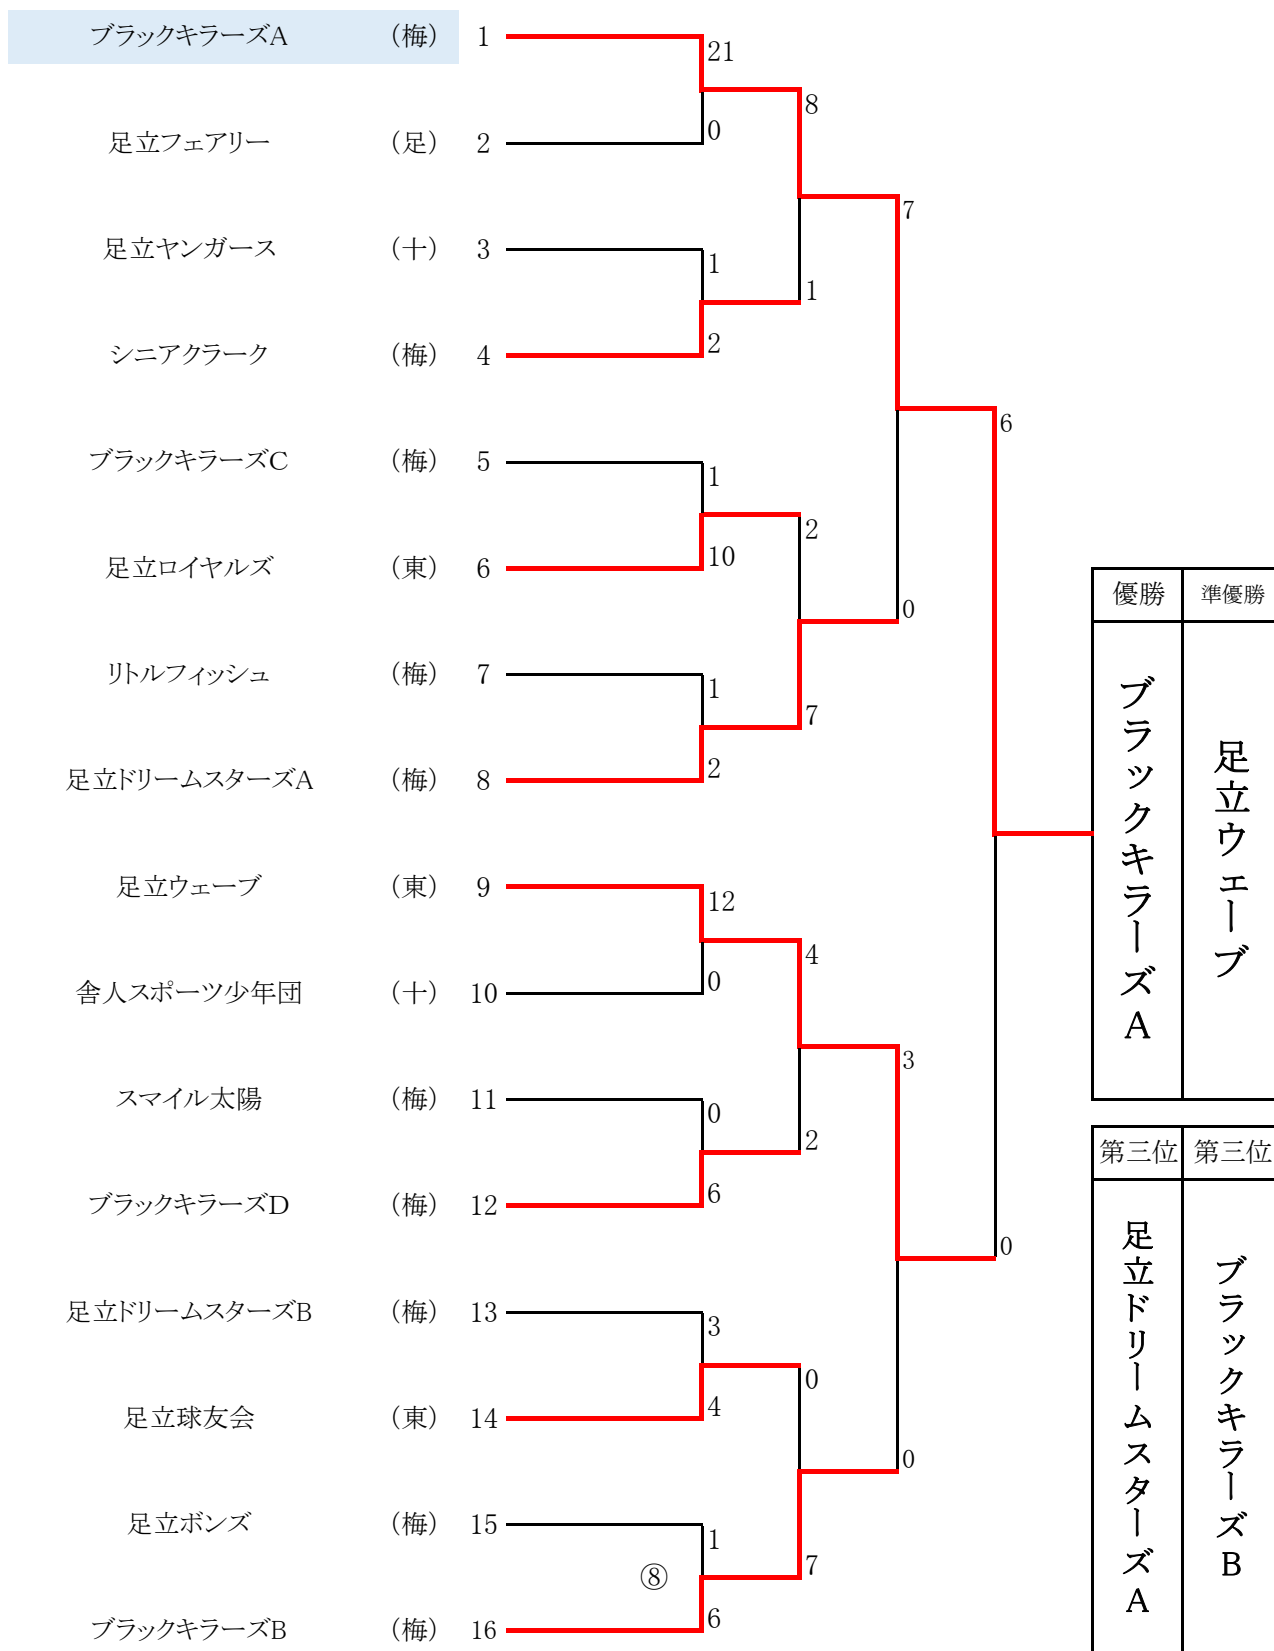 ブラックキラーズA （梅） 1
21
8
0
足立フェアリー （足） 2
7
足立ヤンガース （十） 3
1
1
2
シニアクラーク （梅） 4
6
ブラックキラーズC （梅） 5
1
2
10
足立ロイヤルズ （東） 6
0
リトルフィッシュ （梅） 7
1
7
2
足立ドリームスターズA （梅） 8
足立ウェーブ （東） 9
12
4
0
舎人スポーツ少年団 （十） 10
3
スマイル太陽 （梅） 11
0
2
6
ブラックキラーズD （梅） 12
0
足立ドリームスターズB （梅） 13
3
0
4
足立球友会 （東） 14
0
足立ボンズ （梅） 15
1
7
⑧
6
ブラックキラーズB （梅） 16
優勝 準優勝
ブラックキラーズA
足立ウエーブ
第三位 第三位
足立ドリームスターズA
ブラックキラーズB